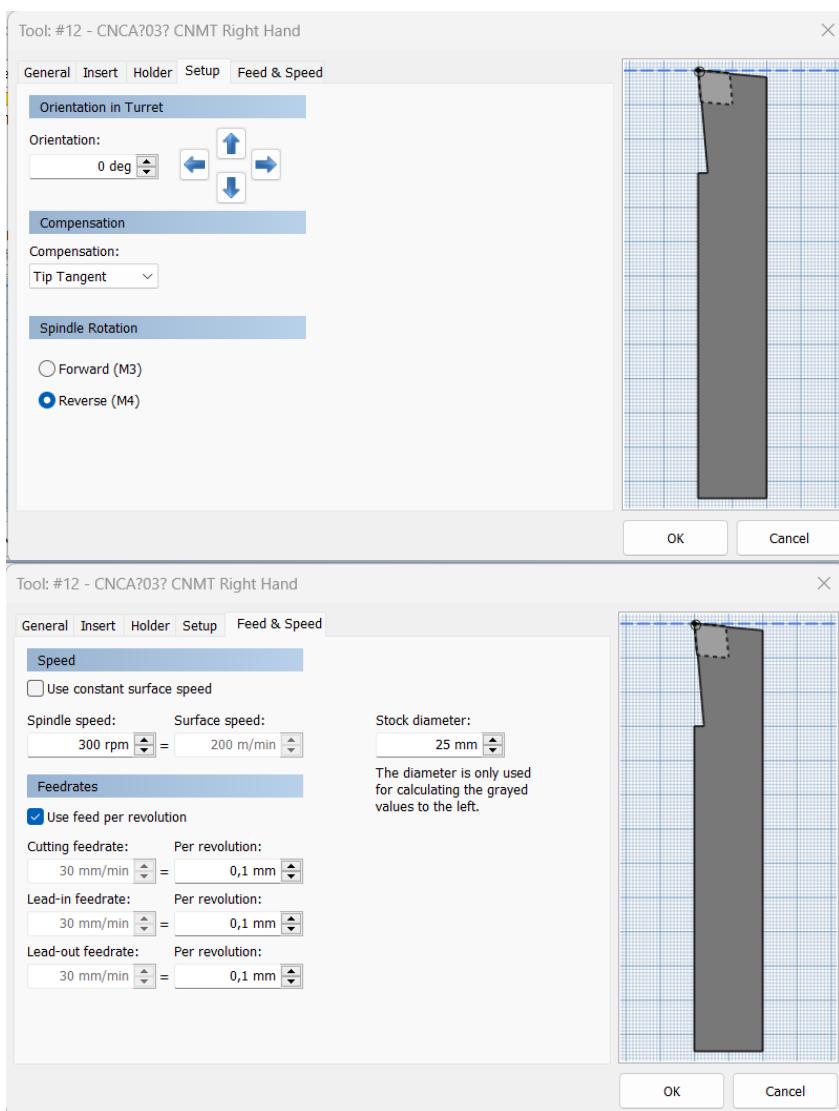 Tool: #12 - CNCA?03? CNMT Right Hand
General Insert Holder Setup Feed & Speed
Orientation in Turret
Orientation:
0 deg
Compensation
Compensation:
Tip Tangent
Spindle Rotation
Forward (M3)
Reverse (M4)
OK Cancel
Tool: #12 - CNCA?03? CNMT Right Hand
General Insert Holder Setup Feed & Speed
Speed
Use constant surface speed
Spindle speed: Surface speed: Stock diameter:
300 rpm = 200 m/min 25 mm
The diameter is only used
for calculating the grayed
values to the left.
Feedrates
Use feed per revolution
Cutting feedrate: Per revolution:
30 mm/min = 0,1 mm
Lead-in feedrate: Per revolution:
30 mm/min = 0,1 mm
Lead-out feedrate: Per revolution:
30 mm/min = 0,1 mm
OK Cancel